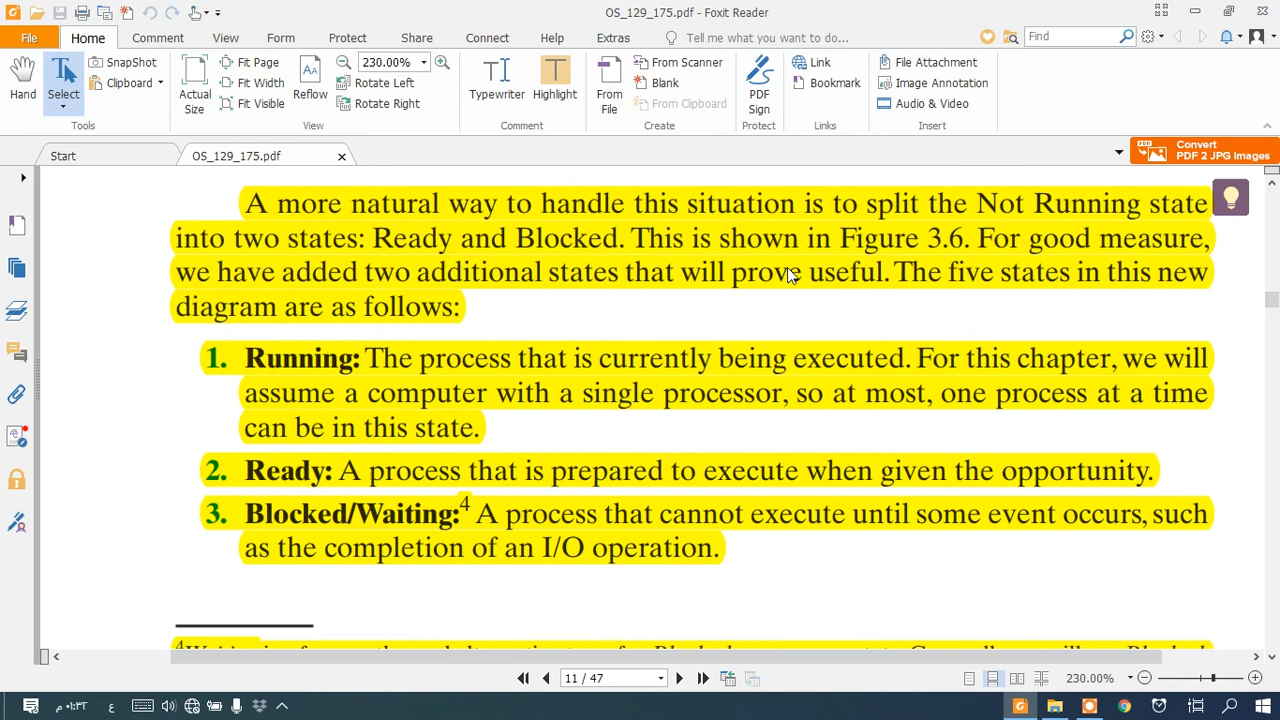 OS_129_175.pdf - Foxit Reader
File Home Comment View Form Protect Share Connect Help Extras Tell me what you want to do... Find
Hand
Select
SnapShot
Clipboard
Tools
Actual Size
Fit Page
Fit Width
Fit Visible
Reflow
230.00%
Rotate Left
Rotate Right
View
Typewriter
Highlight
Comment
From File
From Scanner
Blank
From Clipboard
Create
PDF Sign
Protect
Link
Bookmark
Links
File Attachment
Image Annotation
Audio & Video
Insert
Start OS_129_175.pdf
Convert
PDF 2 JPG Images
A more natural way to handle this situation is to split the Not Running state
into two states: Ready and Blocked. This is shown in Figure 3.6. For good measure,
we have added two additional states that will prove useful. The five states in this new
diagram are as follows:
1. Running: The process that is currently being executed. For this chapter, we will
assume a computer with a single processor, so at most, one process at a time
can be in this state.
2. Ready: A process that is prepared to execute when given the opportunity.
3. Blocked/Waiting:4 A process that cannot execute until some event occurs, such
as the completion of an I/O operation.
11 / 47 230.00%
٠١:٣٢ م ع